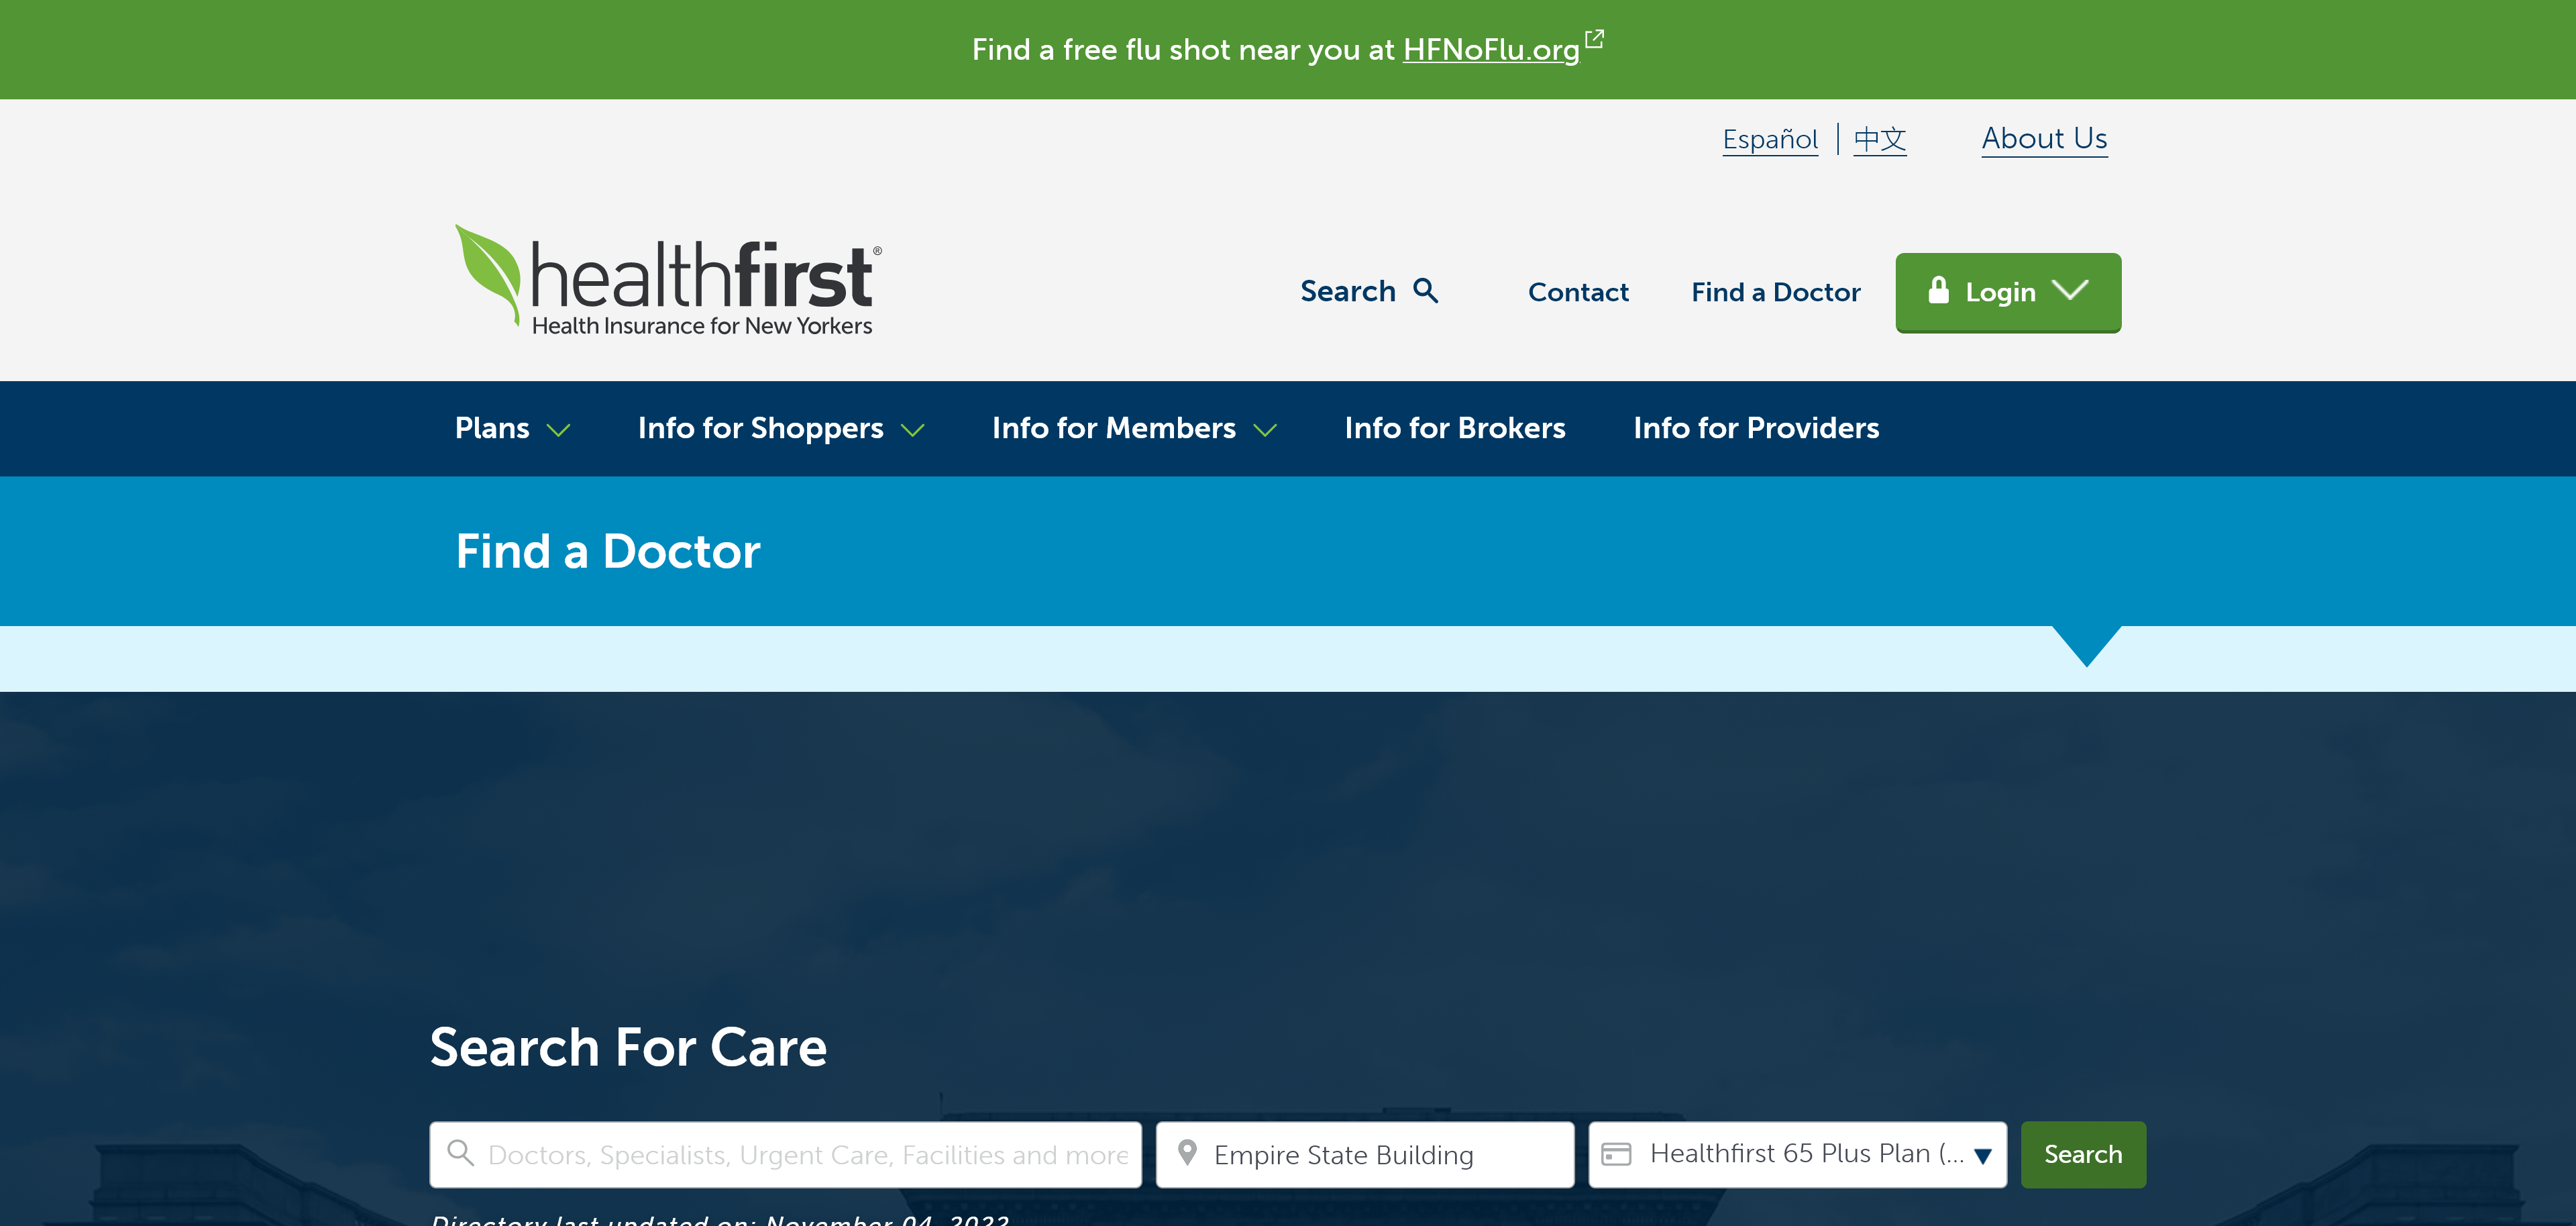 Find a free flu shot near you at HFNoFlu.org
Español | 中文 About Us
healthfirst®
Health Insurance for New Yorkers
Search Contact Find a Doctor Login
Plans Info for Shoppers Info for Members Info for Brokers Info for Providers
Find a Doctor
Search For Care
Doctors, Specialists, Urgent Care, Facilities and more Empire State Building Healthfirst 65 Plus Plan (... Search
Directory last updated on: November 04, 2022